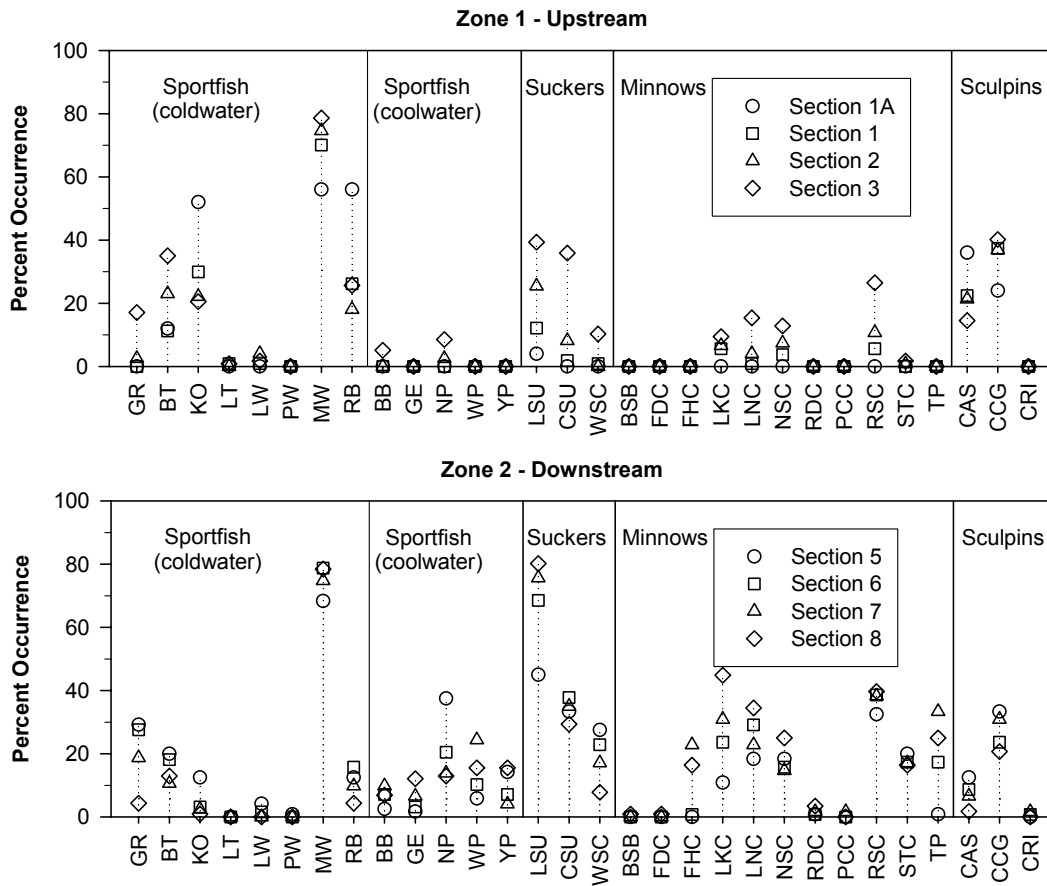 Zone 1 - Upstream
Percent Occurrence
100
80
60
40
20
0
Sportfish
(coldwater)
Sportfish
(coolwater)
Suckers
Minnows
Sculpins
Section 1A
Section 1
Section 2
Section 3
GR
BT
KO
LT
LW
PW
MW
RB
BB
GE
NP
WP
YP
LSU
CSU
WSC
BSB
FDC
FHC
LKC
LNC
NSC
RDC
PCC
RSC
STC
TP
CAS
CCG
CRI
Zone 2 - Downstream
Percent Occurrence
100
80
60
40
20
0
Sportfish
(coldwater)
Sportfish
(coolwater)
Suckers
Minnows
Sculpins
Section 5
Section 6
Section 7
Section 8
GR
BT
KO
LT
LW
PW
MW
RB
BB
GE
NP
WP
YP
LSU
CSU
WSC
BSB
FDC
FHC
LKC
LNC
NSC
RDC
PCC
RSC
STC
TP
CAS
CCG
CRI